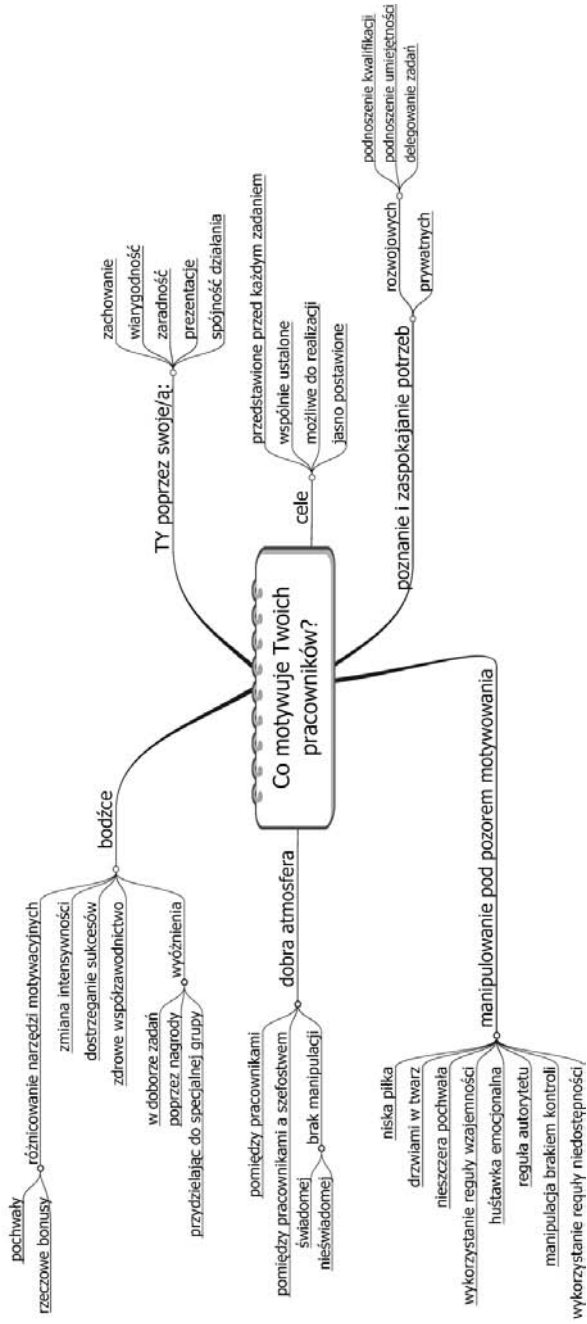 Co motywuje Twoich
pracowników?
TY poprzez swoje/ą:
zachowanie
wiarygodność
zaradność
prezentacje
spójność działania
cele
przedstawione przed każdym zadaniem
wspólnie ustalone
możliwe do realizacji
jasno postawione
poznanie i zaspokajanie potrzeb
rozwojowych
podnoszenie kwalifikacji
podnoszenie umiejętności
delegowanie zadań
prywatnych
bodźce
różnicowanie narzędzi motywacyjnych
pochwały
rzeczowe bonusy
zmiana intensywności
dostrzeganie sukcesów
zdrowe współzawodnictwo
wyóżnienia
w doborze zadań
poprzez nagrody
przydzielając do specjalnej grupy
dobra atmosfera
pomiędzy pracownikami
pomiędzy pracownikami a szefostwem
brak manipulacji
świadomej
nieświadomej
manipulowanie pod pozorem motywowania
niska piłka
drzwiami w twarz
nieszczera pochwała
wykorzystanie reguły wzajemności
huśtawka emocjonalna
reguła autorytetu
manipulacja brakiem kontroli
wykorzystanie reguły niedostępności